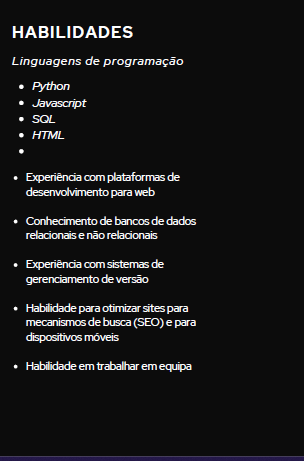 HABILIDADES
Linguagens de programação
Python
Javascript
SQL
HTML
Experiência com plataformas de
desenvolvimento para web
Conhecimento de bancos de dados
relacionais e não relacionais
Experiência com sistemas de
gerenciamento de versão
Habilidade para otimizar sites para
mecanismos de busca (SEO) e para
dispositivos móveis
Habilidade em trabalhar em equipa